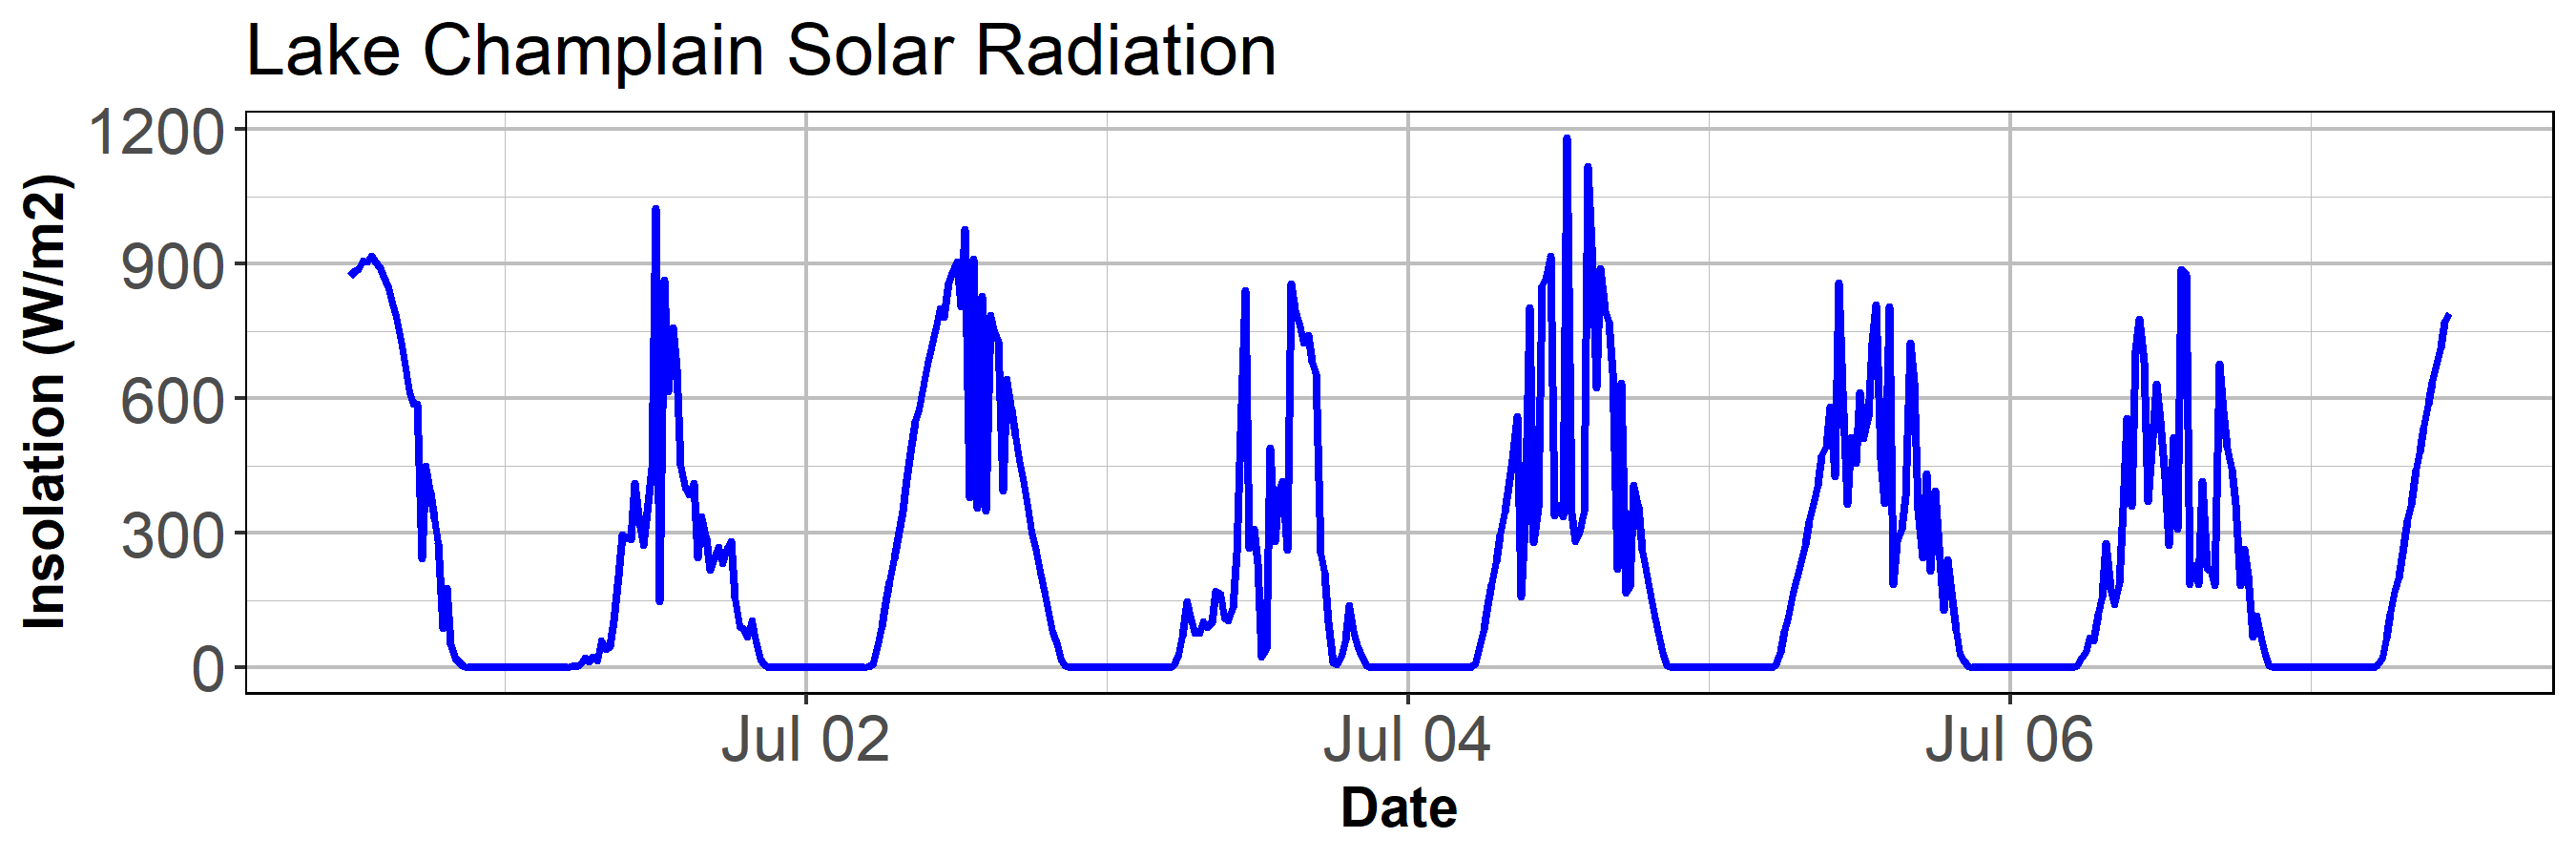 Lake Champlain Solar Radiation
Insolation (W/m2)
1200
900
600
300
0
Jul 02 Jul 04 Jul 06
Date